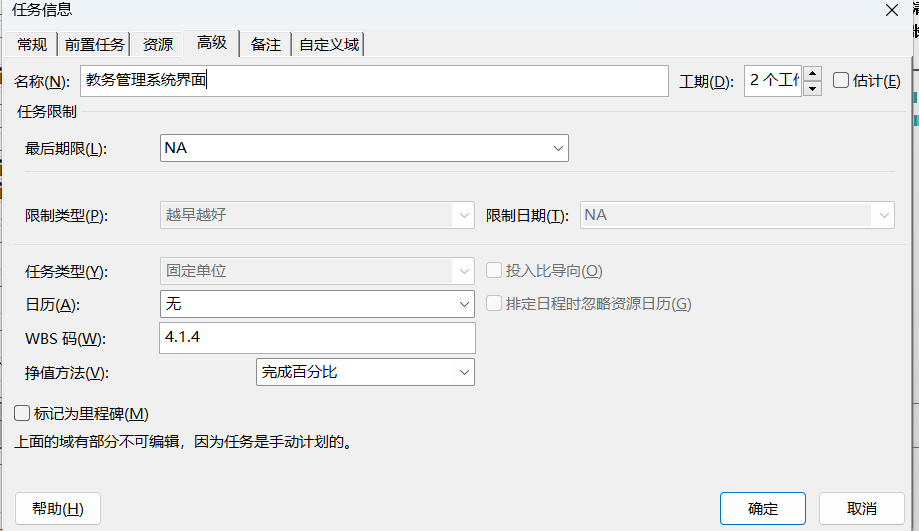 任务信息
常规 前置任务 资源 高级 备注 自定义域
名称(N): 教务管理系统界面 工期(D): 2 个工 估计(E)
任务限制
最后期限(L): NA
限制类型(P): 越早越好 限制日期(T): NA
任务类型(Y): 固定单位 投入比导向(O)
日历(A): 无 排定日程时忽略资源日历(G)
WBS 码(W): 4.1.4
挣值方法(V): 完成百分比
标记为里程碑(M)
上面的域有部分不可编辑，因为任务是手动计划的。
帮助(H) 确定 取消